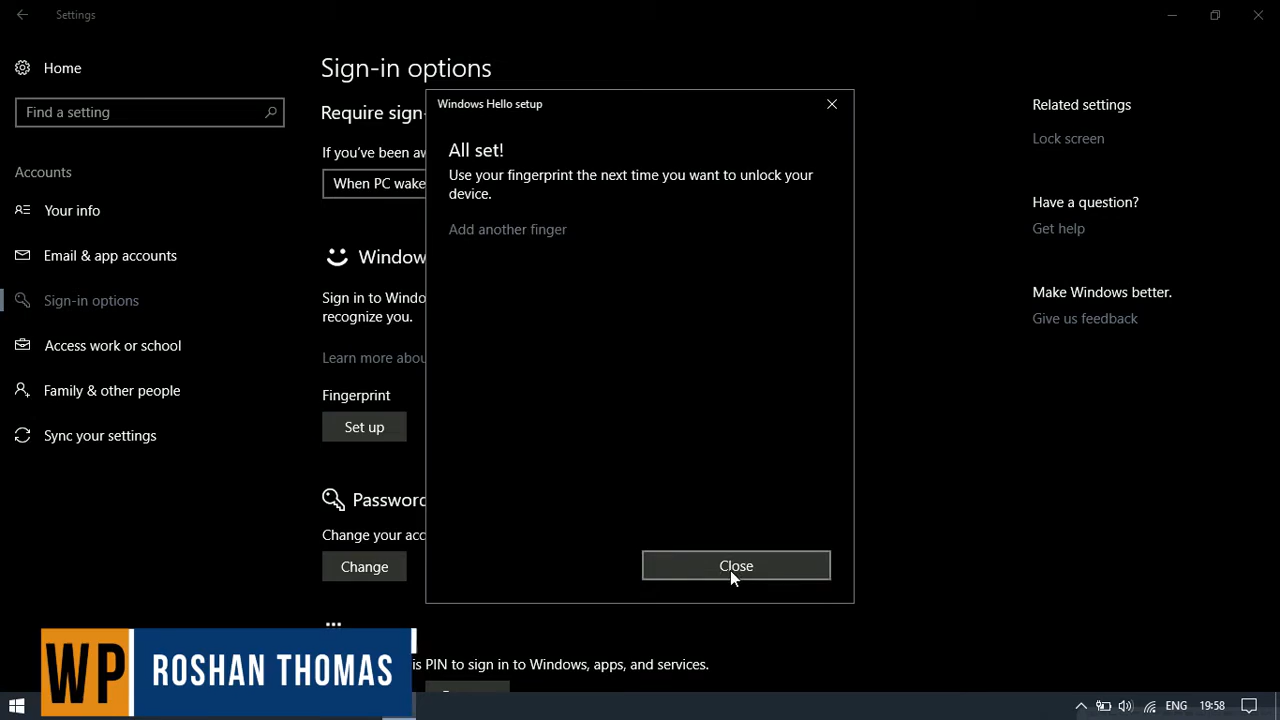 Settings
Home
Find a setting
Accounts
Your info
Email & app accounts
Sign-in options
Access work or school
Family & other people
Sync your settings
Sign-in options
Require sign-
If you've been aw
When PC wake
Window
Sign in to Windo
recognize you.
Learn more abou
Fingerprint
Set up
Password
Change your acc
Change
is PIN to sign in to Windows, apps, and services.
Windows Hello setup
All set!
Use your fingerprint the next time you want to unlock your
device.
Add another finger
Close
Related settings
Lock screen
Have a question?
Get help
Make Windows better.
Give us feedback
WP ROSHAN THOMAS
ENG 19:58